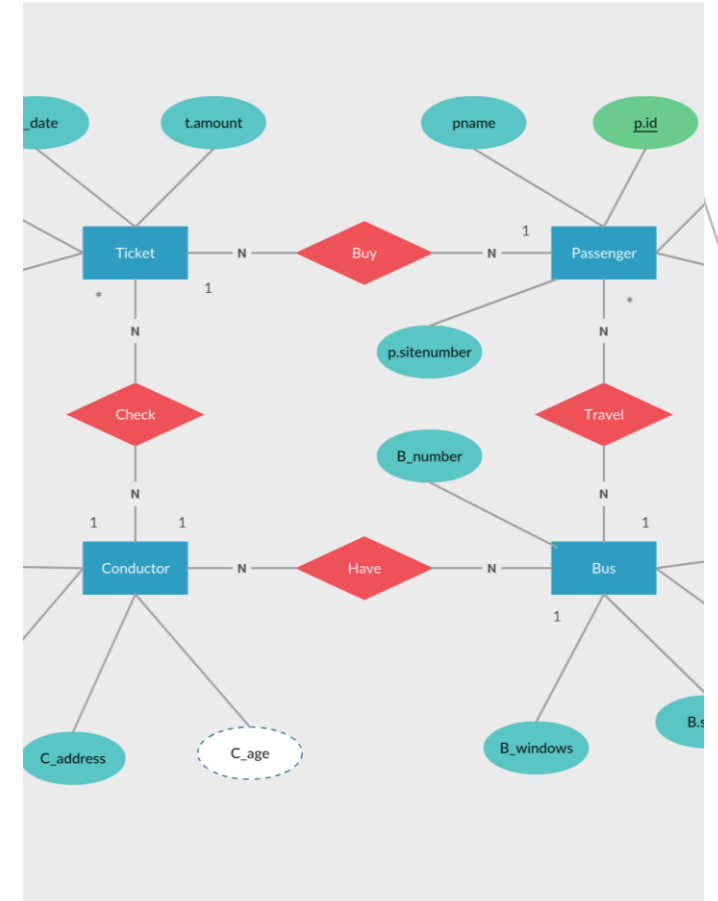 _date
t.amount
pname
p.id
1
Ticket
N
Buy
N
Passenger
1
*
*
N
N
p.sitenumber
Check
Travel
B_number
N
N
1
1
1
Conductor
N
Have
N
Bus
1
C_address
C_age
B_windows
B.s